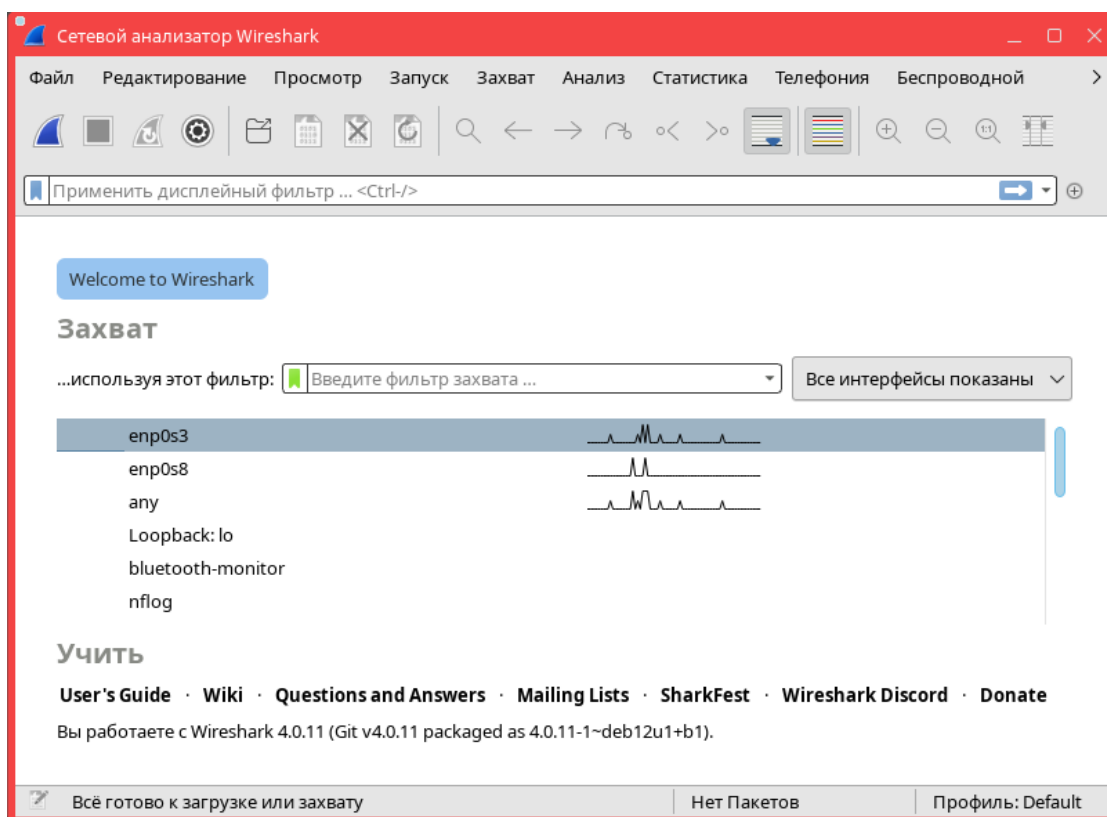 Сетевой анализатор Wireshark
Файл Редактирование Просмотр Запуск Захват Анализ Статистика Телефония Беспроводной
Применить дисплейный фильтр ... <Ctrl-/>
Welcome to Wireshark
Захват
...используя этот фильтр: Введите фильтр захвата ... Все интерфейсы показаны
enp0s3
enp0s8
any
Loopback: lo
bluetooth-monitor
nflog
Учить
User's Guide · Wiki · Questions and Answers · Mailing Lists · SharkFest · Wireshark Discord · Donate
Вы работаете с Wireshark 4.0.11 (Git v4.0.11 packaged as 4.0.11-1~deb12u1+b1).
Всё готово к загрузке или захвату Нет Пакетов Профиль: Default